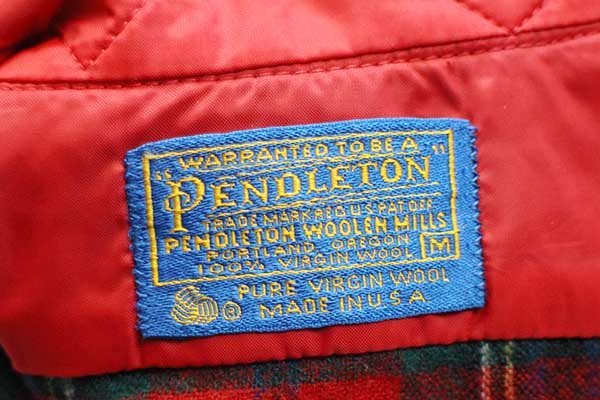 "WARRANTED TO BE A"
PENDLETON
TRADE MARK REG. U.S. PAT. OFF.
PENDLETON WOOLEN MILLS
PORTLAND, OREGON
100% VIRGIN WOOL
M
PURE VIRGIN WOOL
® MADE IN U.S.A